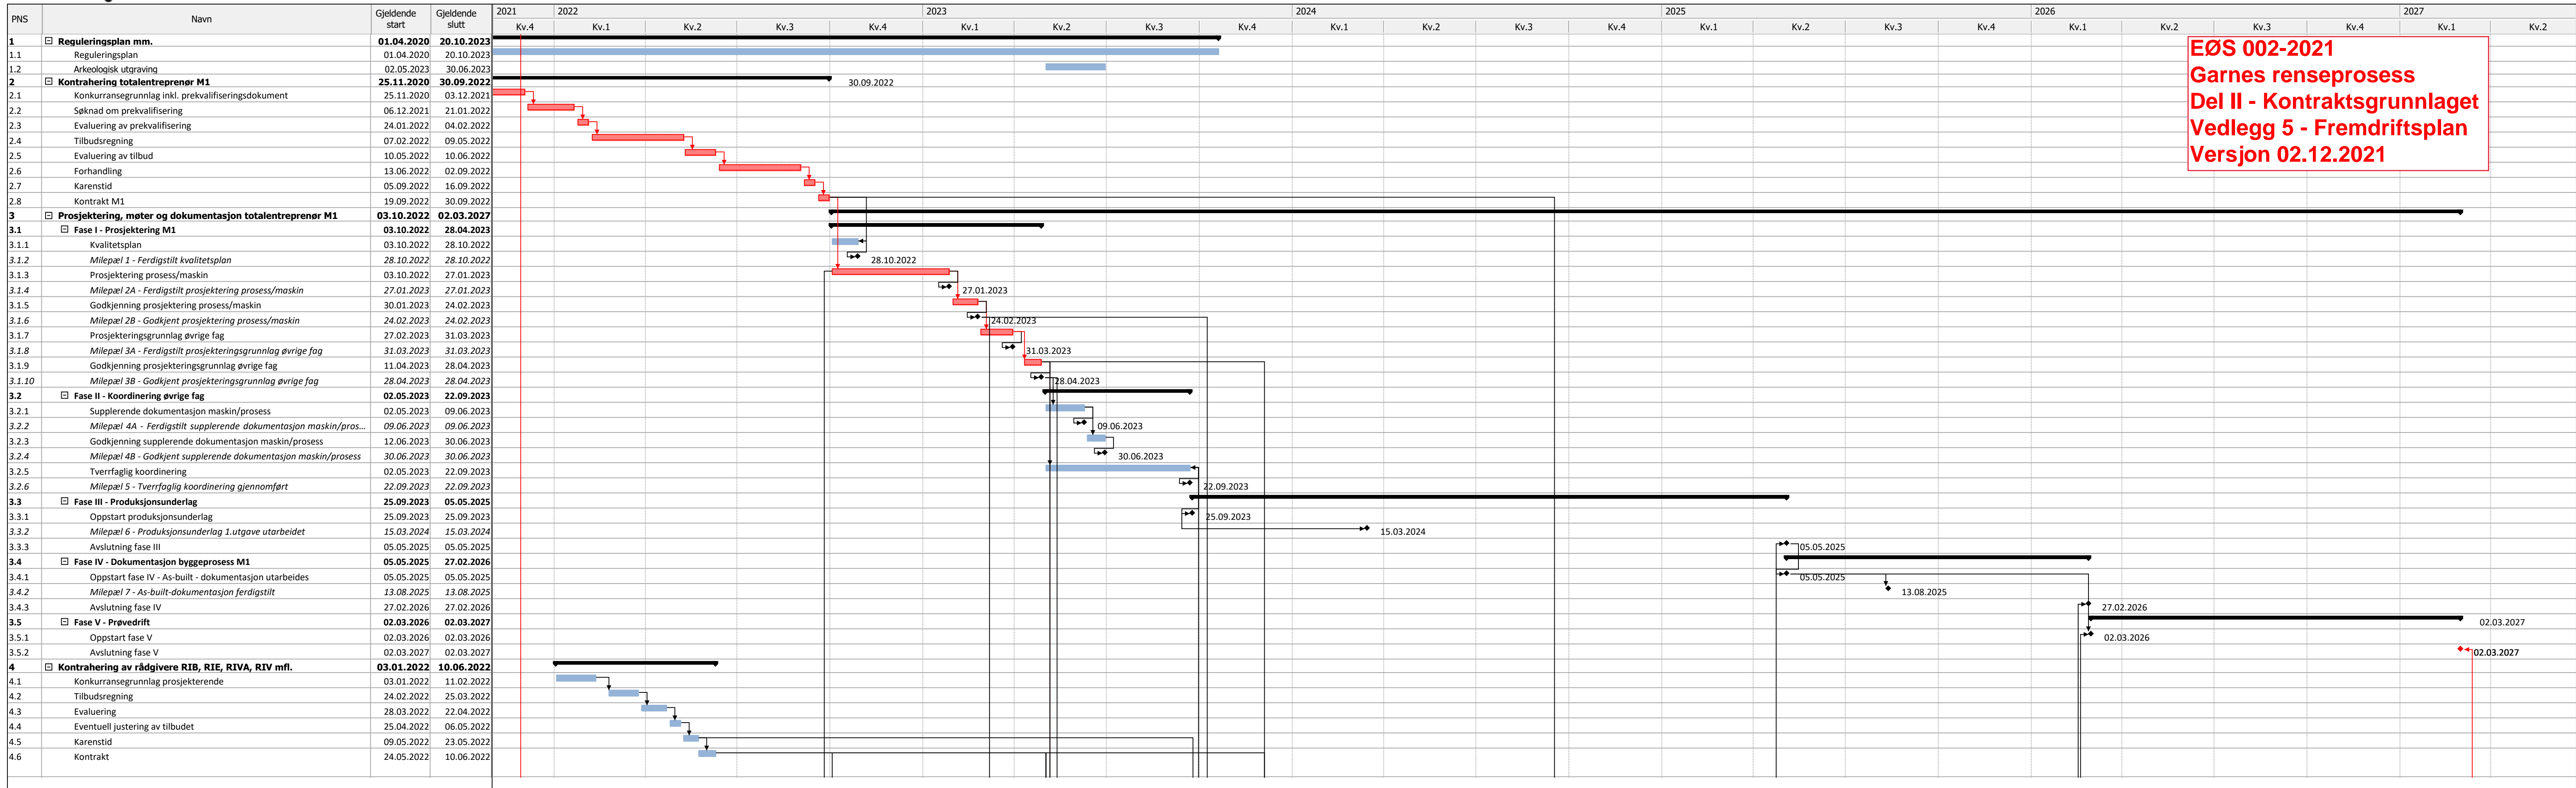 PNS Navn Gjeldende start Gjeldende slutt 2021 2022 2023 2024 2025 2026 2027
Kv.4 Kv.1 Kv.2 Kv.3 Kv.4 Kv.1 Kv.2 Kv.3 Kv.4 Kv.1 Kv.2 Kv.3 Kv.4 Kv.1 Kv.2 Kv.3 Kv.4 Kv.1 Kv.2 Kv.3 Kv.4 Kv.1 Kv.2
1 Reguleringsplan mm. 01.04.2020 20.10.2023
1.1 Reguleringsplan 01.04.2020 20.10.2023
1.2 Arkeologisk utgraving 02.05.2023 30.06.2023
2 Kontrahering totalentreprenør M1 25.11.2020 30.09.2022 30.09.2022
2.1 Konkurransegrunnlag inkl. prekvalifiseringsdokument 25.11.2020 03.12.2021
2.2 Søknad om prekvalifisering 06.12.2021 21.01.2022
2.3 Evaluering av prekvalifisering 24.01.2022 04.02.2022
2.4 Tilbudsregning 07.02.2022 09.05.2022
2.5 Evaluering av tilbud 10.05.2022 10.06.2022
2.6 Forhandling 13.06.2022 02.09.2022
2.7 Karenstid 05.09.2022 16.09.2022
2.8 Kontrakt M1 19.09.2022 30.09.2022
3 Prosjektering, møter og dokumentasjon totalentreprenør M1 03.10.2022 02.03.2027
3.1 Fase I - Prosjektering M1 03.10.2022 28.04.2023
3.1.1 Kvalitetsplan 03.10.2022 28.10.2022
3.1.2 Milepæl 1 - Ferdigstilt kvalitetsplan 28.10.2022 28.10.2022 28.10.2022
3.1.3 Prosjektering prosess/maskin 03.10.2022 27.01.2023
3.1.4 Milepæl 2A - Ferdigstilt prosjektering prosess/maskin 27.01.2023 27.01.2023 27.01.2023
3.1.5 Godkjenning prosjektering prosess/maskin 30.01.2023 24.02.2023
3.1.6 Milepæl 2B - Godkjent prosjektering prosess/maskin 24.02.2023 24.02.2023 24.02.2023
3.1.7 Prosjekteringsgrunnlag øvrige fag 27.02.2023 31.03.2023
3.1.8 Milepæl 3A - Ferdigstilt prosjekteringsgrunnlag øvrige fag 31.03.2023 31.03.2023 31.03.2023
3.1.9 Godkjenning prosjekteringsgrunnlag øvrige fag 11.04.2023 28.04.2023
3.1.10 Milepæl 3B - Godkjent prosjekteringsgrunnlag øvrige fag 28.04.2023 28.04.2023 28.04.2023
3.2 Fase II - Koordinering øvrige fag 02.05.2023 22.09.2023
3.2.1 Supplerende dokumentasjon maskin/prosess 02.05.2023 09.06.2023
3.2.2 Milepæl 4A - Ferdigstilt supplerende dokumentasjon maskin/pros... 09.06.2023 09.06.2023 09.06.2023
3.2.3 Godkjenning supplerende dokumentasjon maskin/prosess 12.06.2023 30.06.2023
3.2.4 Milepæl 4B - Godkjent supplerende dokumentasjon maskin/prosess 30.06.2023 30.06.2023 30.06.2023
3.2.5 Tverrfaglig koordinering 02.05.2023 22.09.2023
3.2.6 Milepæl 5 - Tverrfaglig koordinering gjennomført 22.09.2023 22.09.2023 22.09.2023
3.3 Fase III - Produksjonsunderlag 25.09.2023 05.05.2025
3.3.1 Oppstart produksjonsunderlag 25.09.2023 25.09.2023 25.09.2023
3.3.2 Milepæl 6 - Produksjonsunderlag 1.utgave utarbeidet 15.03.2024 15.03.2024 15.03.2024
3.3.3 Avslutning fase III 05.05.2025 05.05.2025 05.05.2025
3.4 Fase IV - Dokumentasjon byggeprosess M1 05.05.2025 27.02.2026
3.4.1 Oppstart fase IV - As-built - dokumentasjon utarbeides 05.05.2025 05.05.2025 05.05.2025
3.4.2 Milepæl 7 - As-built-dokumentasjon ferdigstilt 13.08.2025 13.08.2025 13.08.2025
3.4.3 Avslutning fase IV 27.02.2026 27.02.2026 27.02.2026
3.5 Fase V - Prøvedrift 02.03.2026 02.03.2027 02.03.2027
3.5.1 Oppstart fase V 02.03.2026 02.03.2026 02.03.2026
3.5.2 Avslutning fase V 02.03.2027 02.03.2027 02.03.2027
4 Kontrahering av rådgivere RIB, RIE, RIVA, RIV mfl. 03.01.2022 10.06.2022
4.1 Konkurransegrunnlag prosjekterende 03.01.2022 11.02.2022
4.2 Tilbudsregning 24.02.2022 25.03.2022
4.3 Evaluering 28.03.2022 22.04.2022
4.4 Eventuell justering av tilbudet 25.04.2022 06.05.2022
4.5 Karenstid 09.05.2022 23.05.2022
4.6 Kontrakt 24.05.2022 10.06.2022
EØS 002-2021
Garnes renseprosess
Del II - Kontraktsgrunnlaget
Vedlegg 5 - Fremdriftsplan
Versjon 02.12.2021